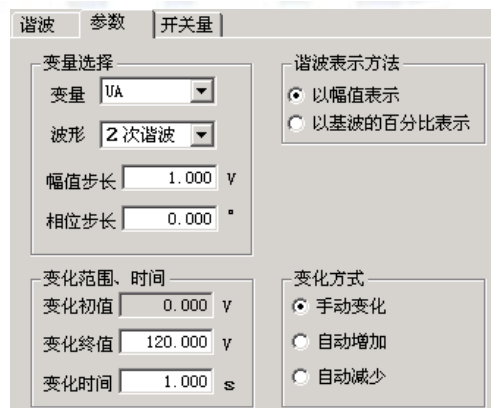 谐波 参数 开关量
变量选择
变量 UA
波形 2次谐波
幅值步长 1.000 V
相位步长 0.000 °
谐波表示方法
以幅值表示
以基波的百分比表示
变化范围、时间
变化初值 0.000 V
变化终值 120.000 V
变化时间 1.000 s
变化方式
手动变化
自动增加
自动减少